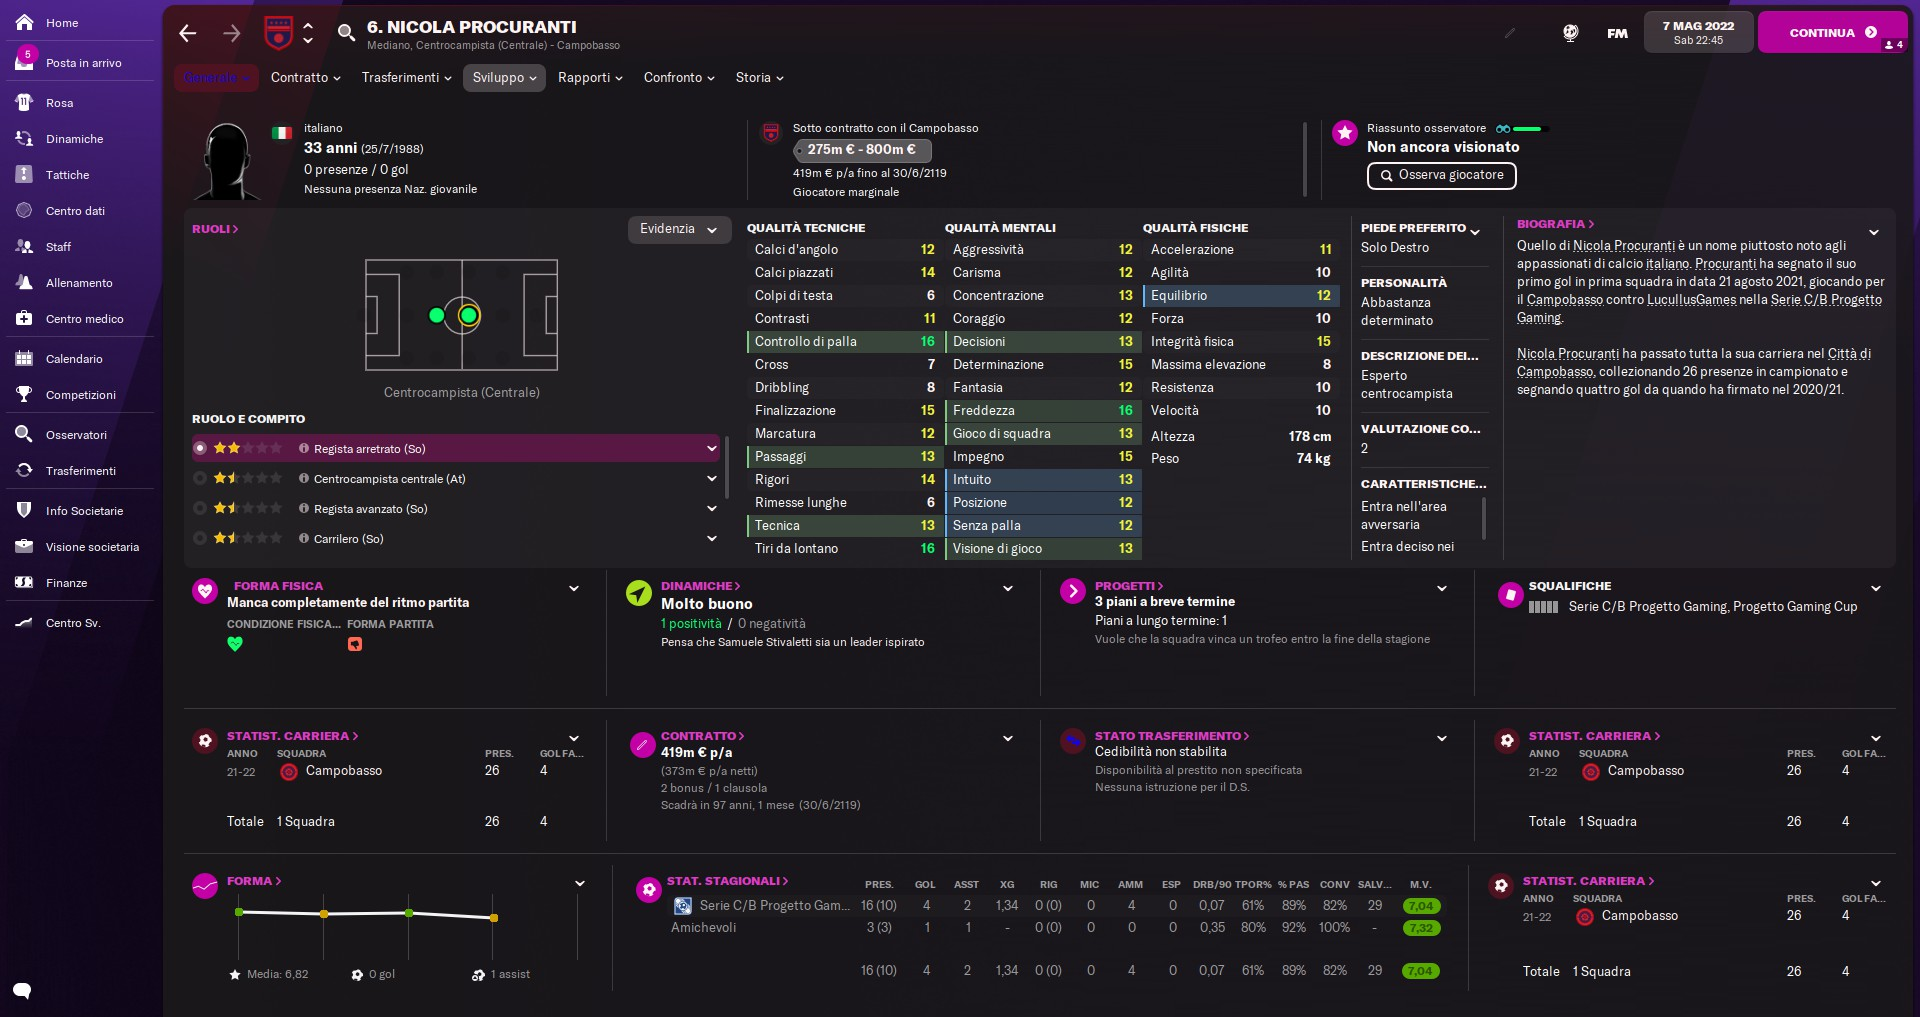 Home
5
Posta in arrivo
Rosa
Dinamiche
Tattiche
Centro dati
Staff
Allenamento
Centro medico
Calendario
Competizioni
Osservatori
Trasferimenti
Info Societarie
Visione societaria
Finanze
Centro Sv.
6. NICOLA PROCURANTI
Mediano, Centrocampista (Centrale) - Campobasso
FM
7 MAG 2022
Sab 22:45
CONTINUA
4
Generale
Contratto
Trasferimenti
Sviluppo
Rapporti
Confronto
Storia
italiano
33 anni (25/7/1988)
0 presenze / 0 gol
Nessuna presenza Naz. giovanile
Sotto contratto con il Campobasso
275m € - 800m €
419m € p/a fino al 30/6/2119
Giocatore marginale
Riassunto osservatore
Non ancora visionato
Osserva giocatore
RUOLI
Evidenzia
Centrocampista (Centrale)
RUOLO E COMPITO
Regista arretrato (So)
Centrocampista centrale (At)
Regista avanzato (So)
Carrilero (So)
QUALITÀ TECNICHE
Calci d'angolo 12
Calci piazzati 14
Colpi di testa 6
Contrasti 11
Controllo di palla 16
Cross 7
Dribbling 8
Finalizzazione 15
Marcatura 12
Passaggi 13
Rigori 14
Rimesse lunghe 6
Tecnica 13
Tiri da lontano 16
QUALITÀ MENTALI
Aggressività 12
Carisma 12
Concentrazione 13
Coraggio 12
Decisioni 13
Determinazione 15
Fantasia 12
Freddezza 16
Gioco di squadra 13
Impegno 15
Intuito 13
Posizione 12
Senza palla 12
Visione di gioco 13
QUALITÀ FISICHE
Accelerazione 11
Agilità 10
Equilibrio 12
Forza 10
Integrità fisica 15
Massima elevazione 8
Resistenza 10
Velocità 10
Altezza 178 cm
Peso 74 kg
PIEDE PREFERITO
Solo Destro
PERSONALITÀ
Abbastanza
determinato
DESCRIZIONE DEI...
Esperto
centrocampista
VALUTAZIONE CO...
2
CARATTERISTICHE...
Entra nell'area
avversaria
Entra deciso nei
BIOGRAFIA
Quello di Nicola Procuranti è un nome piuttosto noto agli
appassionati di calcio italiano. Procuranti ha segnato il suo
primo gol in prima squadra in data 21 agosto 2021, giocando per
il Campobasso contro LucullusGames nella Serie C/B Progetto
Gaming.
Nicola Procuranti ha passato tutta la sua carriera nel Città di
Campobasso, collezionando 26 presenze in campionato e
segnando quattro gol da quando ha firmato nel 2020/21.
FORMA FISICA
Manca completamente del ritmo partita
CONDIZIONE FISICA... FORMA PARTITA
DINAMICHE
Molto buono
1 positività / 0 negatività
Pensa che Samuele Stivaletti sia un leader ispirato
PROGETTI
3 piani a breve termine
Piani a lungo termine: 1
Vuole che la squadra vinca un trofeo entro la fine della stagione
SQUALIFICHE
Serie C/B Progetto Gaming, Progetto Gaming Cup
STATIST. CARRIERA
ANNO SQUADRA PRES. GOL FA...
21-22 Campobasso 26 4
Totale 1 Squadra 26 4
CONTRATTO
419m € p/a
(373m € p/a netti)
2 bonus / 1 clausola
Scadrà in 97 anni, 1 mese (30/6/2119)
STATO TRASFERIMENTO
Cedibilità non stabilita
Disponibilità al prestito non specificata
Nessuna istruzione per il D.S.
STATIST. CARRIERA
ANNO SQUADRA PRES. GOL FA...
21-22 Campobasso 26 4
Totale 1 Squadra 26 4
FORMA
Media: 6,82 0 gol 1 assist
STAT. STAGIONALI PRES. GOL ASST XG RIG MIC AMM ESP DRB/90 TPOR% % PAS CONV SALV... M.V.
Serie C/B Progetto Gam... 16 (10) 4 2 1,34 0 (0) 0 4 0 0,07 61% 89% 82% 29 7,04
Amichevoli 3 (3) 1 1 - 0 (0) 0 0 0 0,35 80% 92% 100% - 7,32
16 (10) 4 2 1,34 0 (0) 0 4 0 0,07 61% 89% 82% 29 7,04
STATIST. CARRIERA
ANNO SQUADRA PRES. GOL FA...
21-22 Campobasso 26 4
Totale 1 Squadra 26 4